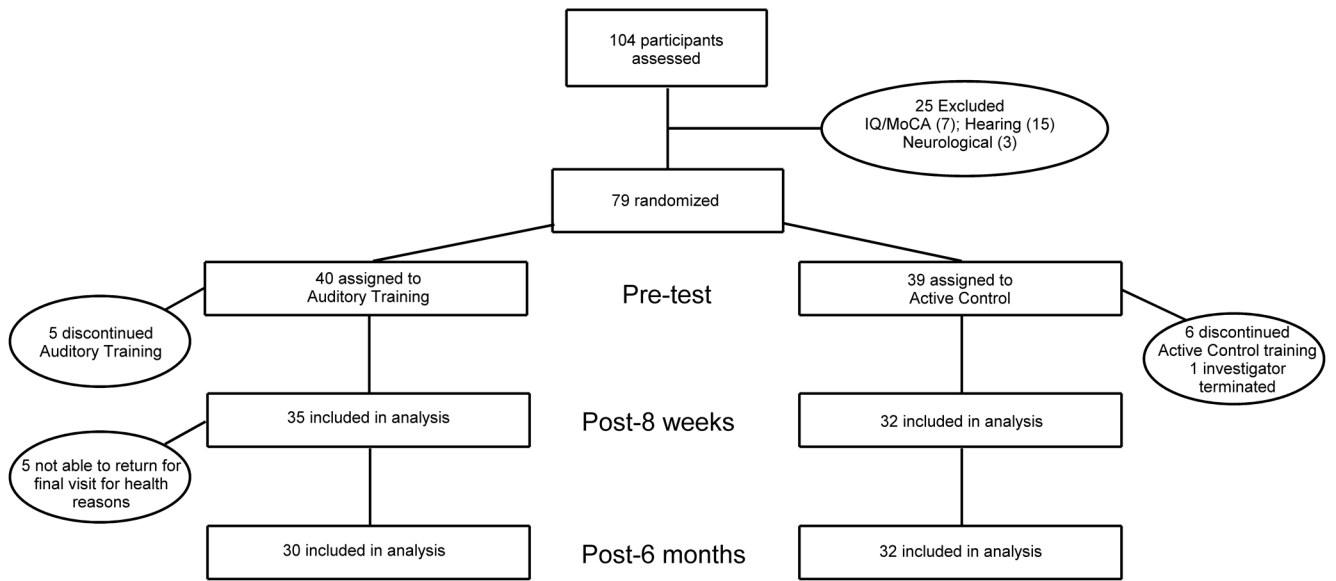 104 participants
assessed
25 Excluded
IQ/MoCA (7); Hearing (15)
Neurological (3)
79 randomized
40 assigned to
Auditory Training
Pre-test
39 assigned to
Active Control
5 discontinued
Auditory Training
6 discontinued
Active Control training
1 investigator
terminated
35 included in analysis
Post-8 weeks
32 included in analysis
5 not able to return for
final visit for health
reasons
30 included in analysis
Post-6 months
32 included in analysis